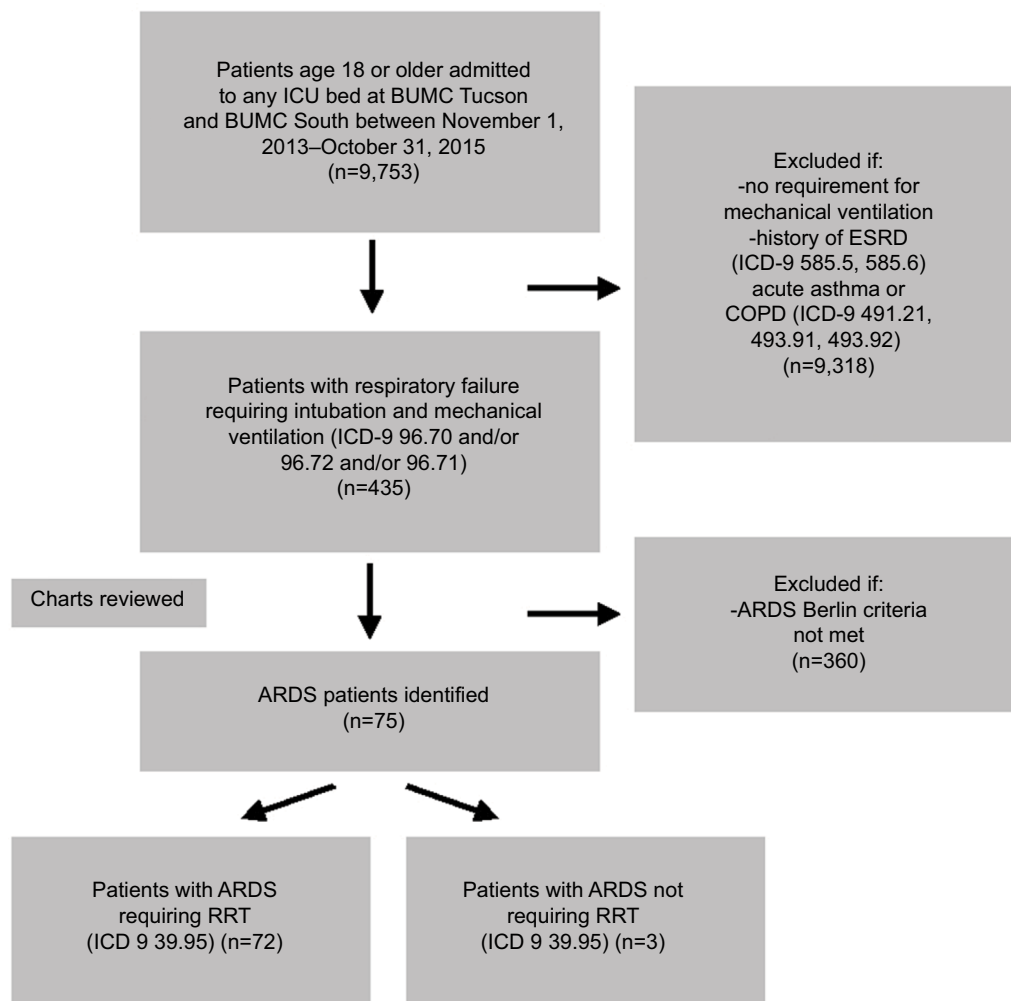 Patients age 18 or older admitted
to any ICU bed at BUMC Tucson
and BUMC South between November 1,
2013–October 31, 2015
(n=9,753)
Excluded if:
-no requirement for
mechanical ventilation
-history of ESRD
(ICD-9 585.5, 585.6)
acute asthma or
COPD (ICD-9 491.21,
493.91, 493.92)
(n=9,318)
Patients with respiratory failure
requiring intubation and mechanical
ventilation (ICD-9 96.70 and/or
96.72 and/or 96.71)
(n=435)
Charts reviewed
Excluded if:
-ARDS Berlin criteria
not met
(n=360)
ARDS patients identified
(n=75)
Patients with ARDS
requiring RRT
(ICD 9 39.95) (n=72)
Patients with ARDS not
requiring RRT
(ICD 9 39.95) (n=3)